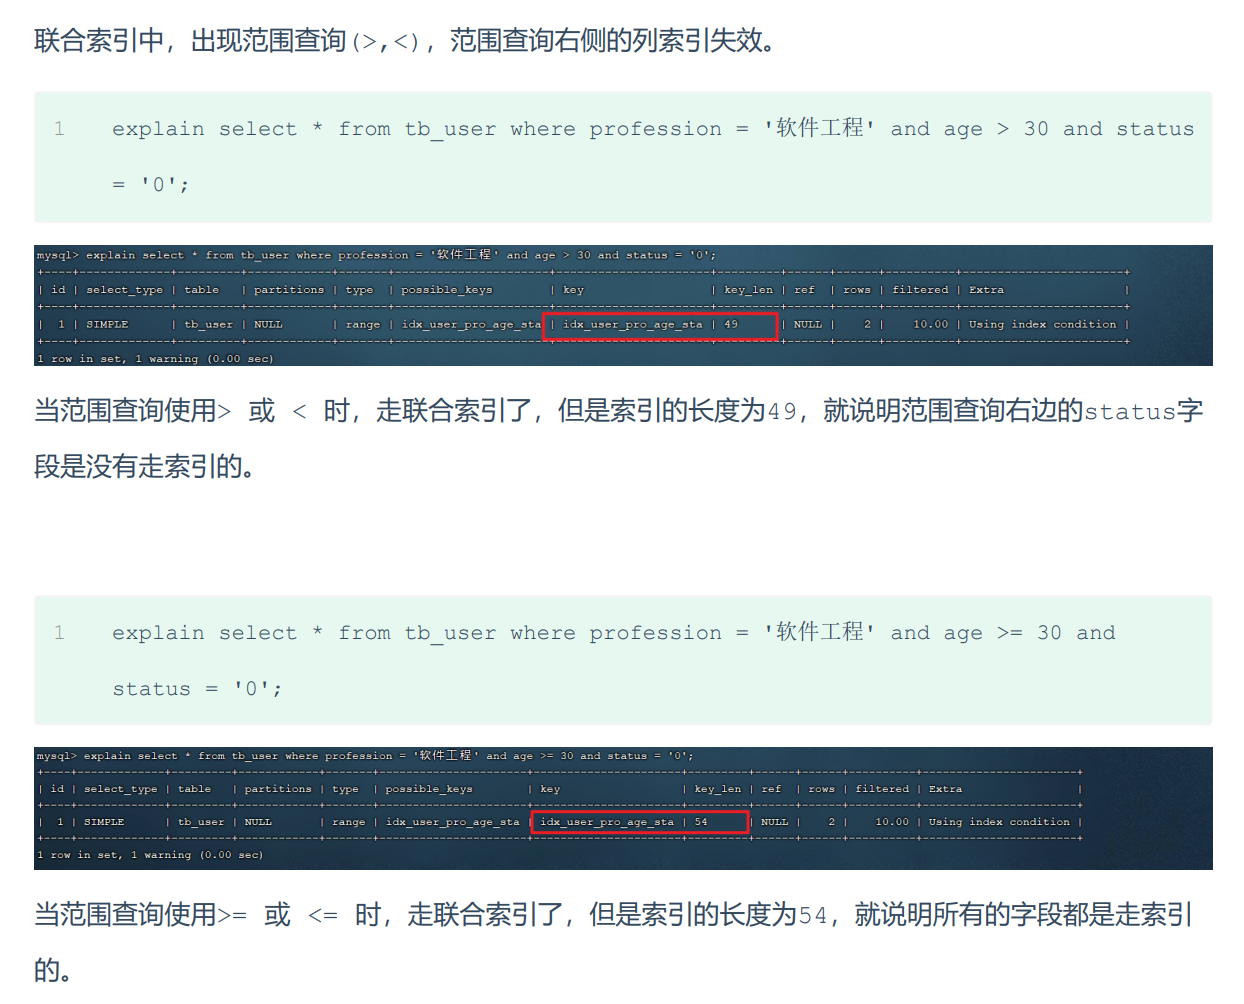 联合索引中，出现范围查询(>,<)，范围查询右侧的列索引失效。
1 explain select * from tb_user where profession = '软件工程' and age > 30 and status
= '0';
mysql> explain select * from tb_user where profession = '软件工程' and age > 30 and status = '0';
+----+-------------+---------+------------+-------+----------------------+----------------------+---------+------+------+----------+-----------------------+
| id | select_type | table | partitions | type | possible_keys | key | key_len | ref | rows | filtered | Extra |
+----+-------------+---------+------------+-------+----------------------+----------------------+---------+------+------+----------+-----------------------+
| 1 | SIMPLE | tb_user | NULL | range | idx_user_pro_age_sta | idx_user_pro_age_sta | 49 | NULL | 2 | 10.00 | Using index condition |
+----+-------------+---------+------------+-------+----------------------+----------------------+---------+------+------+----------+-----------------------+
1 row in set, 1 warning (0.00 sec)
当范围查询使用> 或 < 时，走联合索引了，但是索引的长度为49，就说明范围查询右边的status字
段是没有走索引的。
1 explain select * from tb_user where profession = '软件工程' and age >= 30 and
status = '0';
mysql> explain select * from tb_user where profession = '软件工程' and age >= 30 and status = '0';
+----+-------------+---------+------------+-------+----------------------+----------------------+---------+------+------+----------+-----------------------+
| id | select_type | table | partitions | type | possible_keys | key | key_len | ref | rows | filtered | Extra |
+----+-------------+---------+------------+-------+----------------------+----------------------+---------+------+------+----------+-----------------------+
| 1 | SIMPLE | tb_user | NULL | range | idx_user_pro_age_sta | idx_user_pro_age_sta | 54 | NULL | 2 | 10.00 | Using index condition |
+----+-------------+---------+------------+-------+----------------------+----------------------+---------+------+------+----------+-----------------------+
1 row in set, 1 warning (0.00 sec)
当范围查询使用>= 或 <= 时，走联合索引了，但是索引的长度为54，就说明所有的字段都是走索引
的。